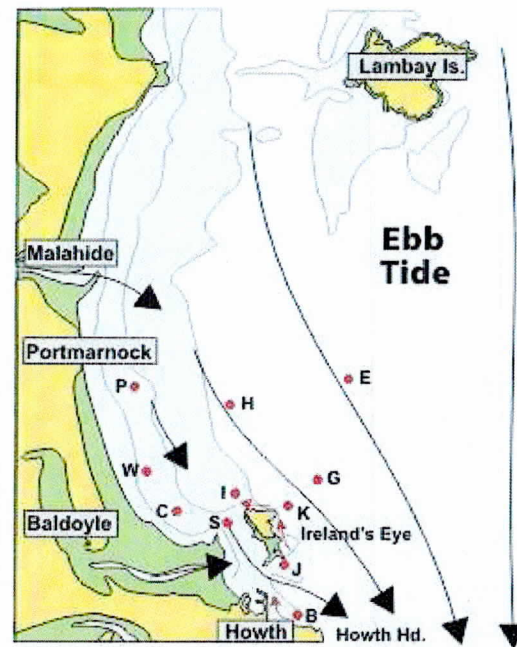 Lambay Is.
Ebb
Tide
Malahide
Portmarnock
P
E
H
W
G
I
C
K
S
Baldoyle
Ireland's Eye
J
B
Howth
Howth Hd.